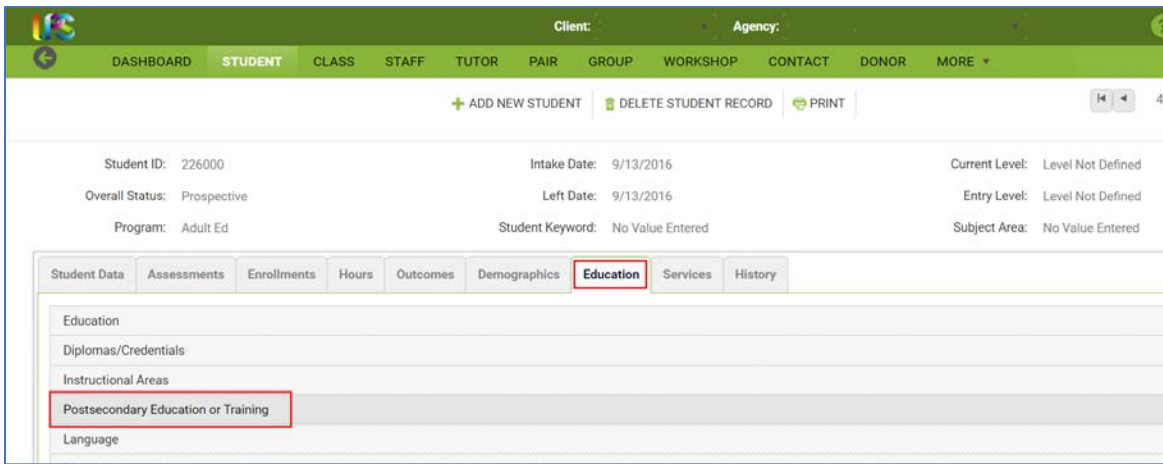 LFS
Client: Agency: ?
DASHBOARD STUDENT CLASS STAFF TUTOR PAIR GROUP WORKSHOP CONTACT DONOR MORE
ADD NEW STUDENT DELETE STUDENT RECORD PRINT 4
Student ID: 226000 Intake Date: 9/13/2016 Current Level: Level Not Defined
Overall Status: Prospective Left Date: 9/13/2016 Entry Level: Level Not Defined
Program: Adult Ed Student Keyword: No Value Entered Subject Area: No Value Entered
Student Data Assessments Enrollments Hours Outcomes Demographics Education Services History
Education
Diplomas/Credentials
Instructional Areas
Postsecondary Education or Training
Language